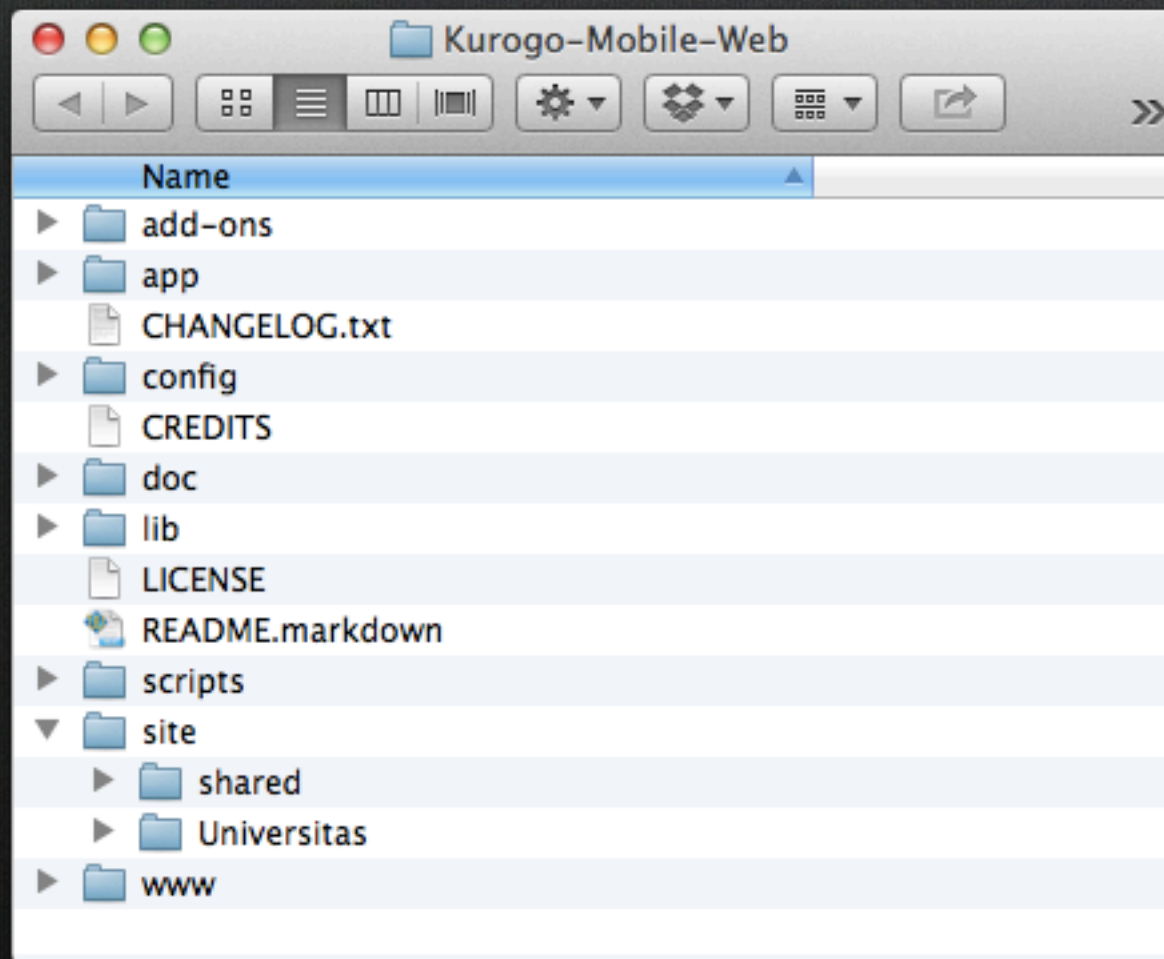 Kurogo-Mobile-Web
Name
add-ons
app
CHANGELOG.txt
config
CREDITS
doc
lib
LICENSE
README.markdown
scripts
site
shared
Universitas
www